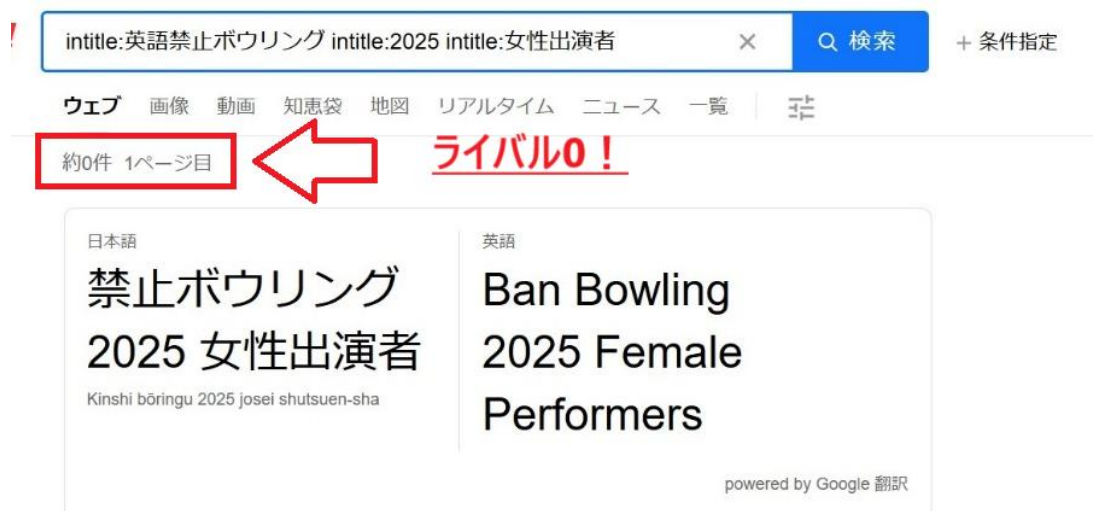 intitle:英語禁止ボウリング intitle:2025 intitle:女性出演者
検索
条件指定
ウェブ 画像 動画 知恵袋 地図 リアルタイム ニュース 一覧
約0件 1ページ目
ライバル0！
日本語
禁止ボウリング
2025 女性出演者
Kinshi bōringu 2025 josei shutsuen-sha
英語
Ban Bowling
2025 Female
Performers
powered by Google 翻訳